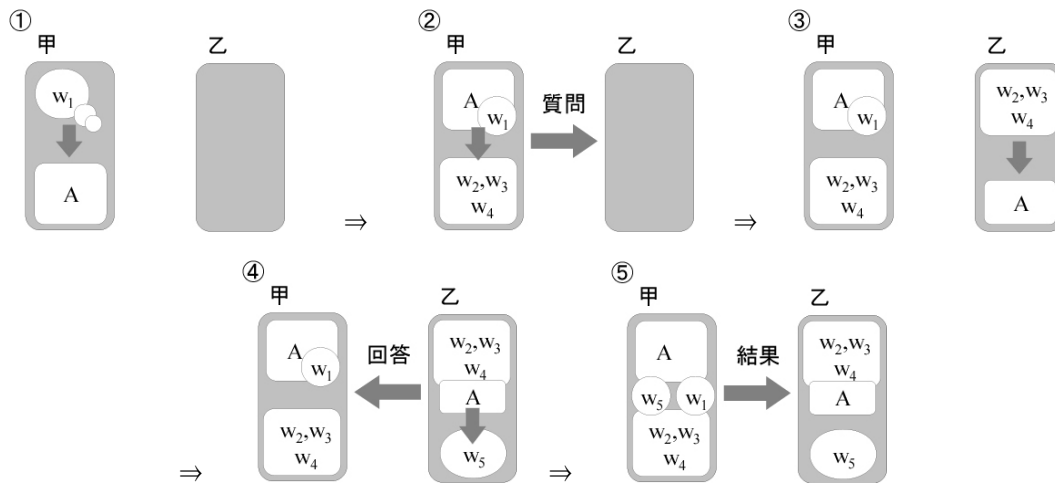 ①
甲
乙
w₁
A
⇒
②
甲
乙
A
w₁
質問
w₂,w₃
w₄
⇒
③
甲
乙
A
w₁
w₂,w₃
w₄
w₂,w₃
w₄
A
⇒
④
甲
乙
A
w₁
w₂,w₃
w₄
回答
w₂,w₃
w₄
A
w₅
⇒
⑤
甲
乙
A
w₅
w₁
w₂,w₃
w₄
結果
w₂,w₃
w₄
A
w₅